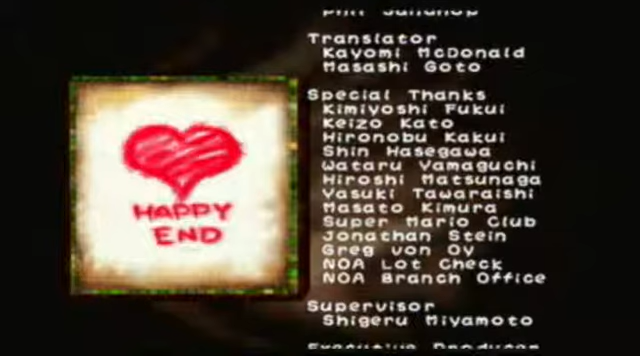 HAPPY
END
Translator
Kayomi McDonald
Masashi Goto
Special Thanks
Kimiyoshi Fukui
Keizo Kato
Hironobu Kakui
Shin Hasegawa
Wataru Yamaguchi
Hiroshi Matsunaga
Yasuki Tawaraishi
Masato Kimura
Super Mario Club
Jonathan Stein
Greg von Oy
NOA Lot Check
NOA Branch Office
Supervisor
Shigeru Miyamoto
Executive Producer